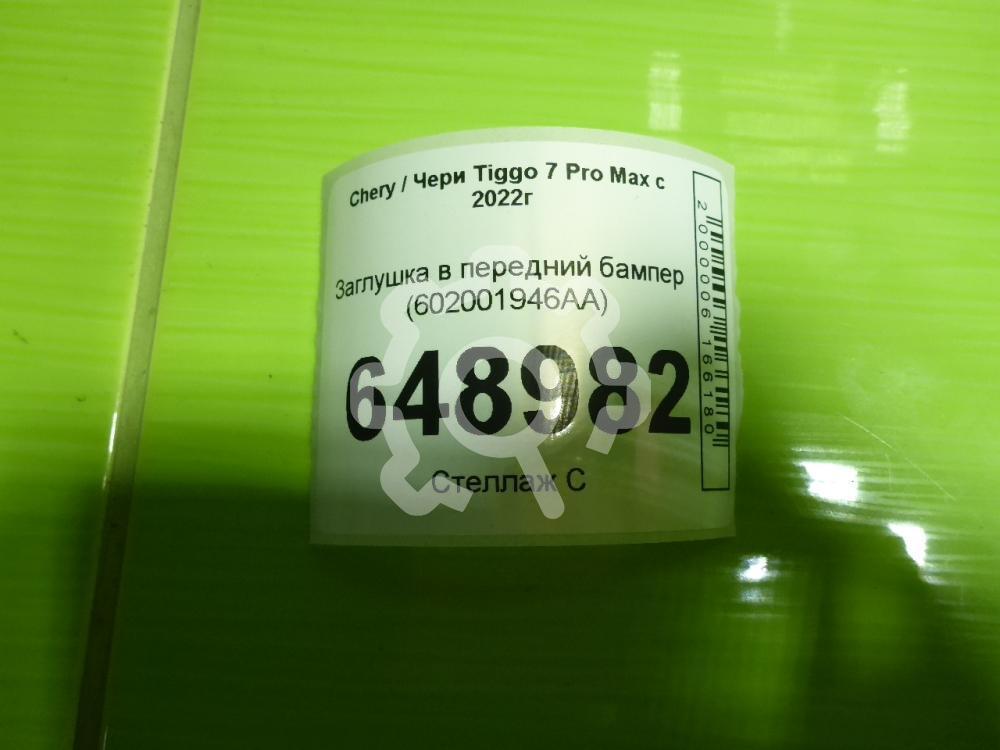 Chery / Чери Tiggo 7 Pro Max с
2022г
Заглушка в передний бампер
(602001946AA)
648982
Стеллаж С
2000006166180